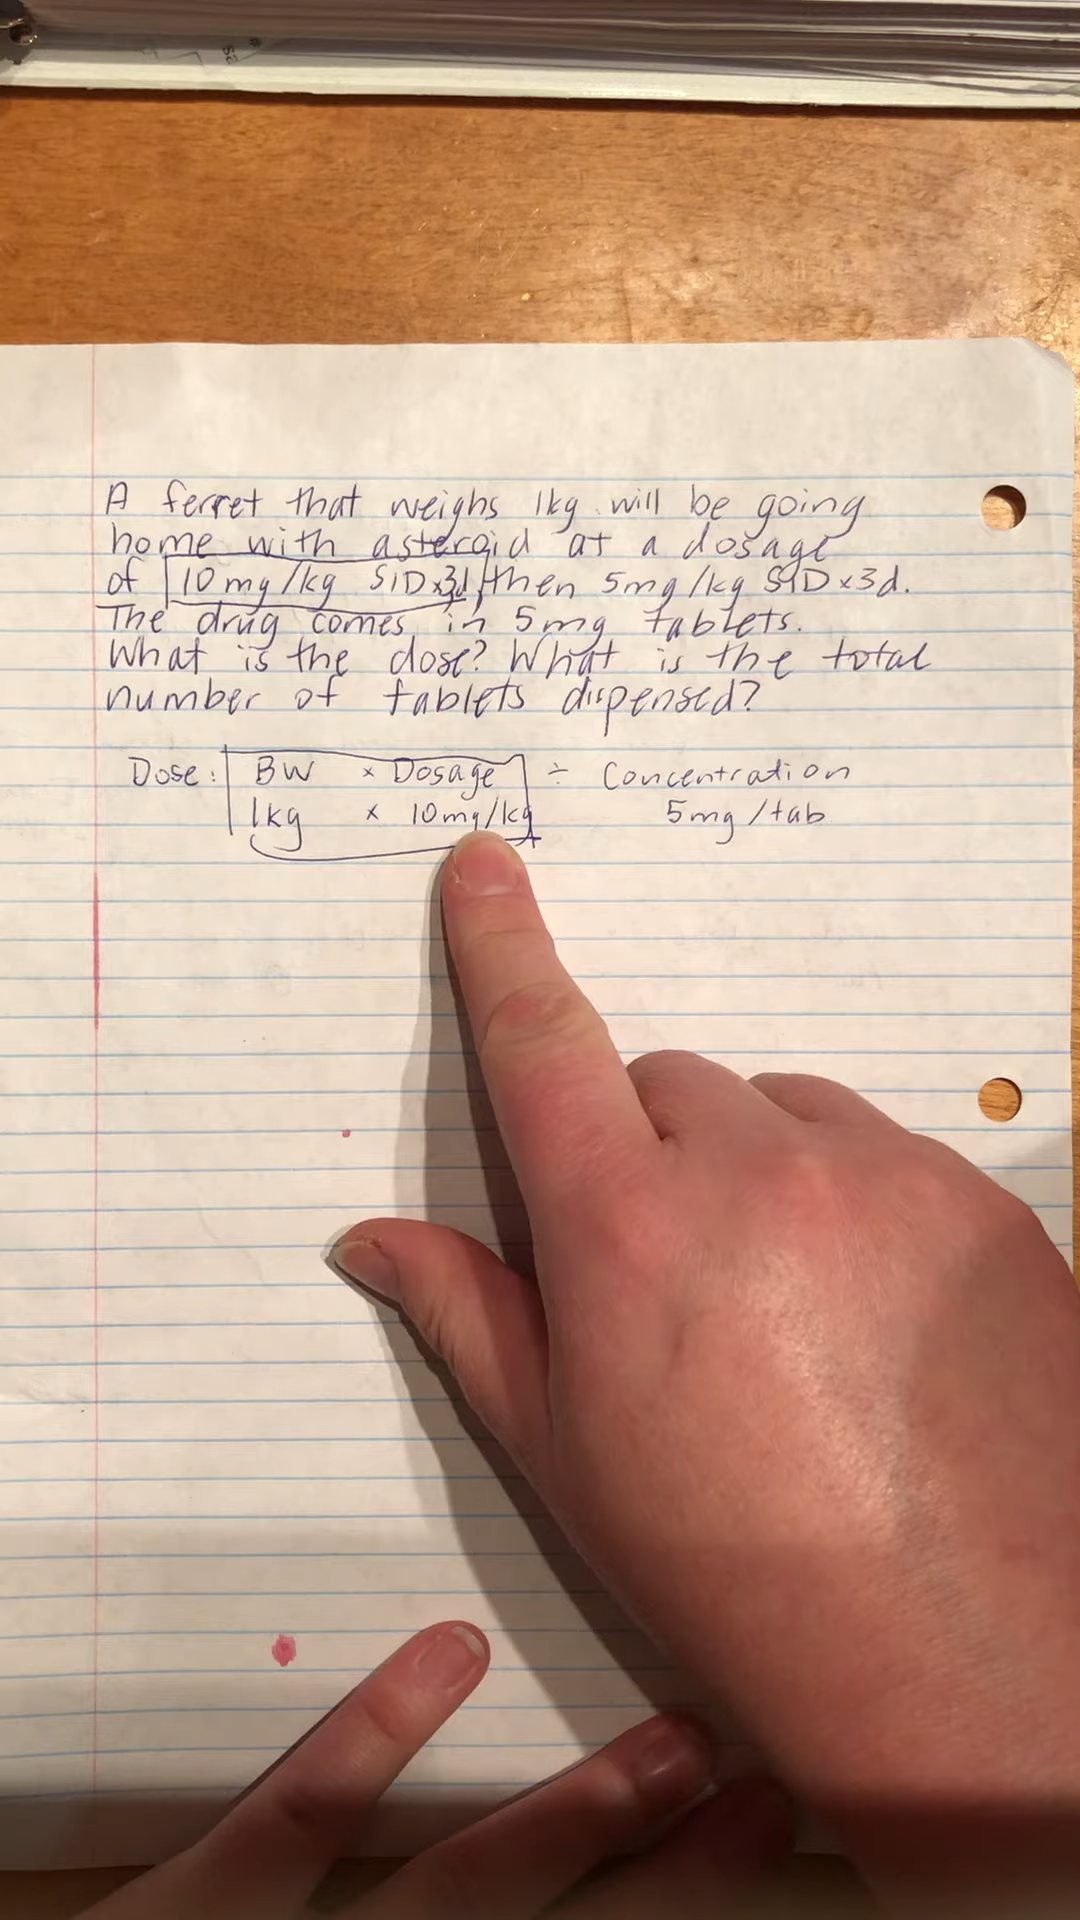 A ferret that weighs 1kg will be going
home with asteroid at a dosage
of 10mg/kg SID x3d, then 5mg/kg SID x3d.
The drug comes in 5mg tablets.
What is the dose? What is the total
number of tablets dispensed?
Dose: BW x Dosage ÷ Concentration
1kg x 10mg/kg 5mg/tab